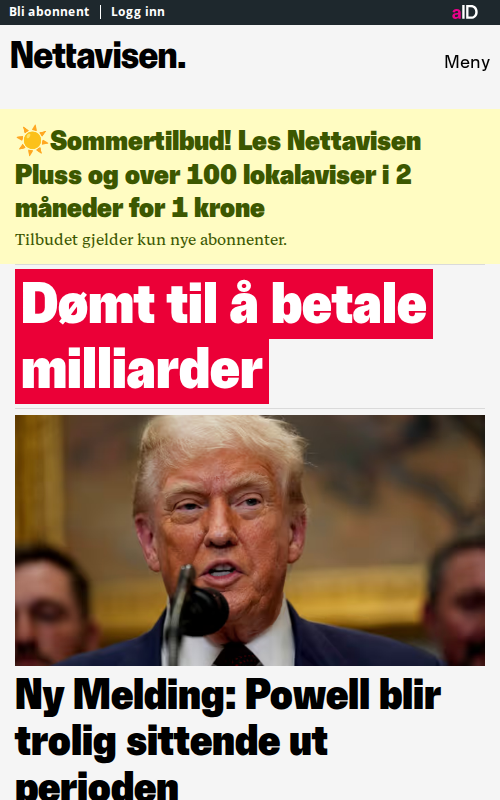 Bli abonnent | Logg inn
aID
Nettavisen.
Meny
☀️Sommertilbud! Les Nettavisen
Pluss og over 100 lokalaviser i 2
måneder for 1 krone
Tilbudet gjelder kun nye abonnenter.
Dømt til å betale
milliarder
Ny Melding: Powell blir
trolig sittende ut
perioden